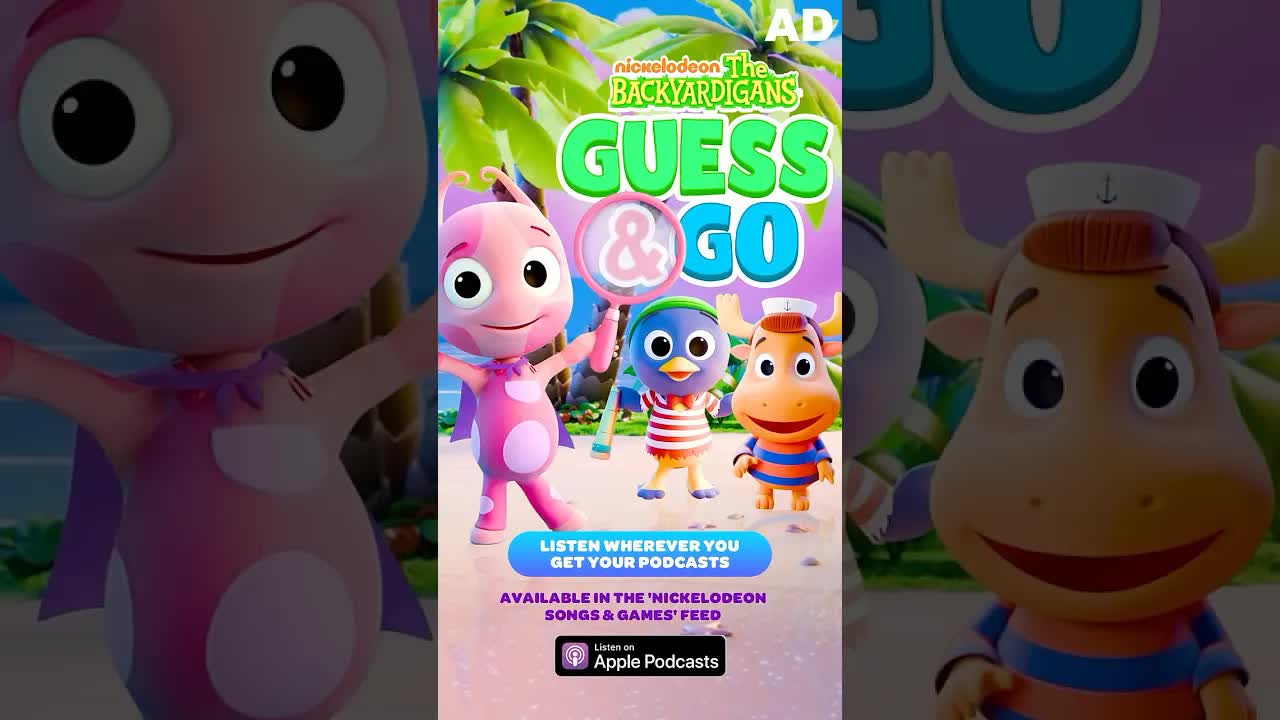 AD
nickelodeon The
BACKYARDIGANS
GUESS
& GO
LISTEN WHEREVER YOU
GET YOUR PODCASTS
AVAILABLE IN THE 'NICKELODEON
SONGS & GAMES' FEED
Listen on
Apple Podcasts